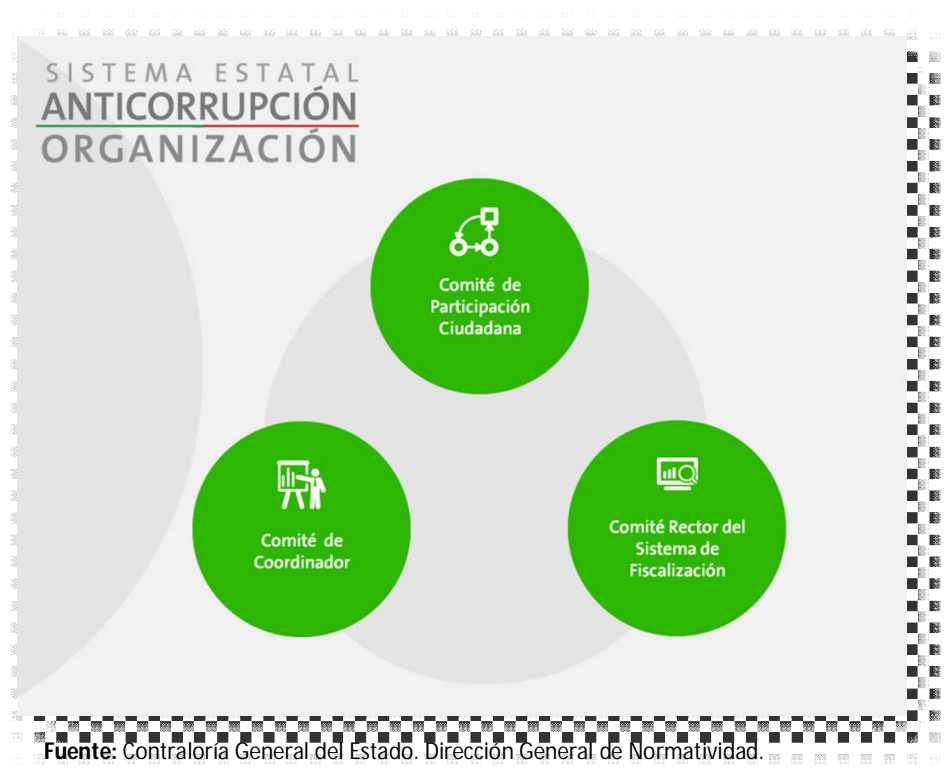 SISTEMA ESTATAL
ANTICORRUPCIÓN
ORGANIZACIÓN
Comité de
Participación
Ciudadana
Comité de
Coordinador
Comité Rector del
Sistema de
Fiscalización
Fuente: Contraloría General del Estado. Dirección General de Normatividad.